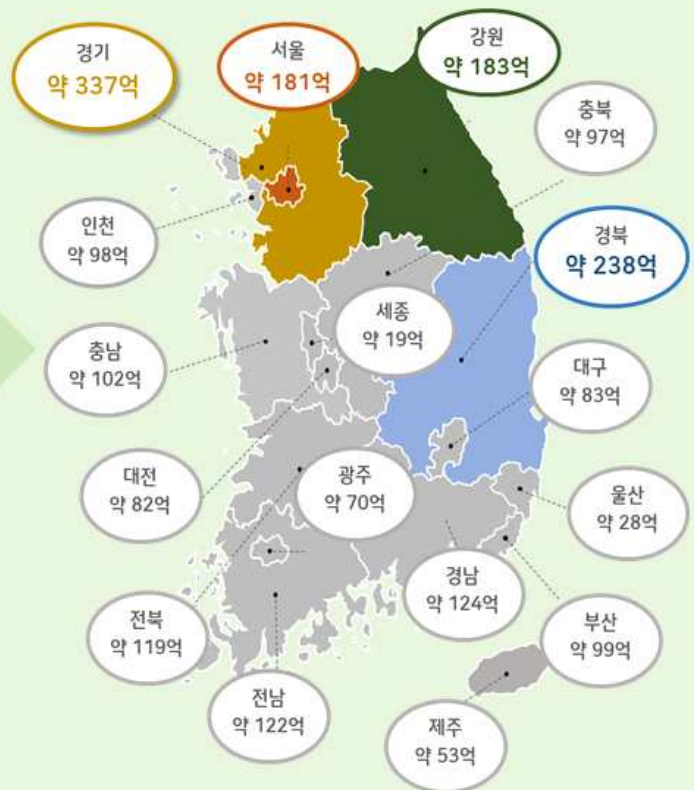 경기
약 337억
서울
약 181억
강원
약 183억
충북
약 97억
인천
약 98억
경북
약 238억
세종
약 19억
충남
약 102억
대구
약 83억
대전
약 82억
광주
약 70억
울산
약 28억
경남
약 124억
전북
약 119억
부산
약 99억
전남
약 122억
제주
약 53억